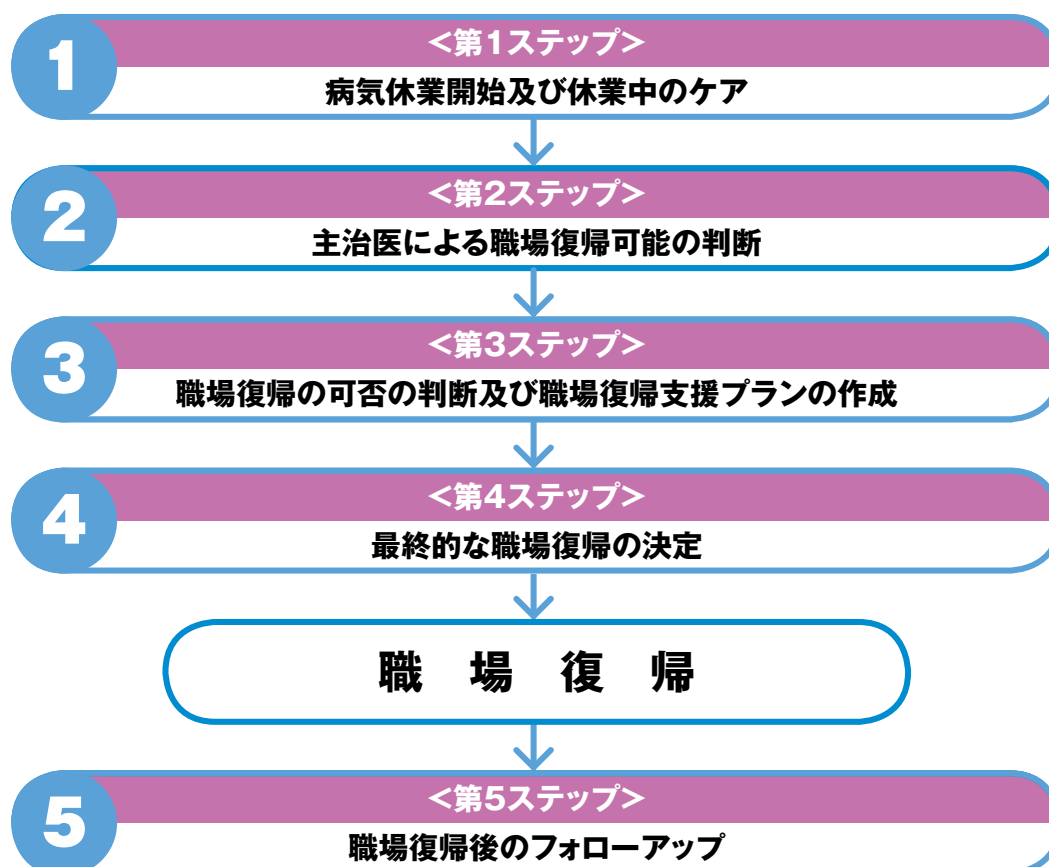 1
<第1ステップ>
病気休業開始及び休業中のケア
2
<第2ステップ>
主治医による職場復帰可能の判断
3
<第3ステップ>
職場復帰の可否の判断及び職場復帰支援プランの作成
4
<第4ステップ>
最終的な職場復帰の決定
職場復帰
5
<第5ステップ>
職場復帰後のフォローアップ